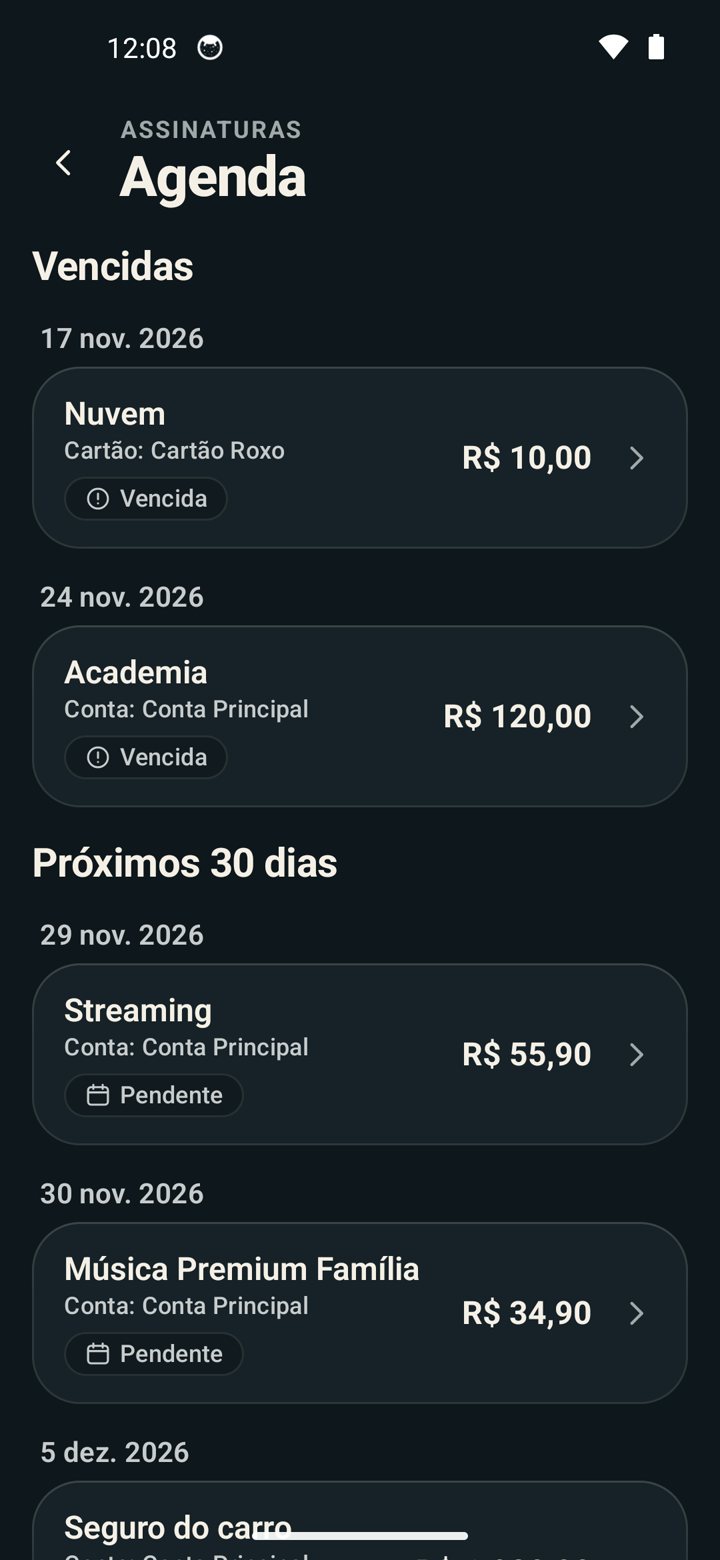 12:08
ASSINATURAS
Agenda
Vencidas
17 nov. 2026
Nuvem
Cartão: Cartão Roxo
R$ 10,00
Vencida
24 nov. 2026
Academia
Conta: Conta Principal
R$ 120,00
Vencida
Próximos 30 dias
29 nov. 2026
Streaming
Conta: Conta Principal
R$ 55,90
Pendente
30 nov. 2026
Música Premium Família
Conta: Conta Principal
R$ 34,90
Pendente
5 dez. 2026
Seguro do carro